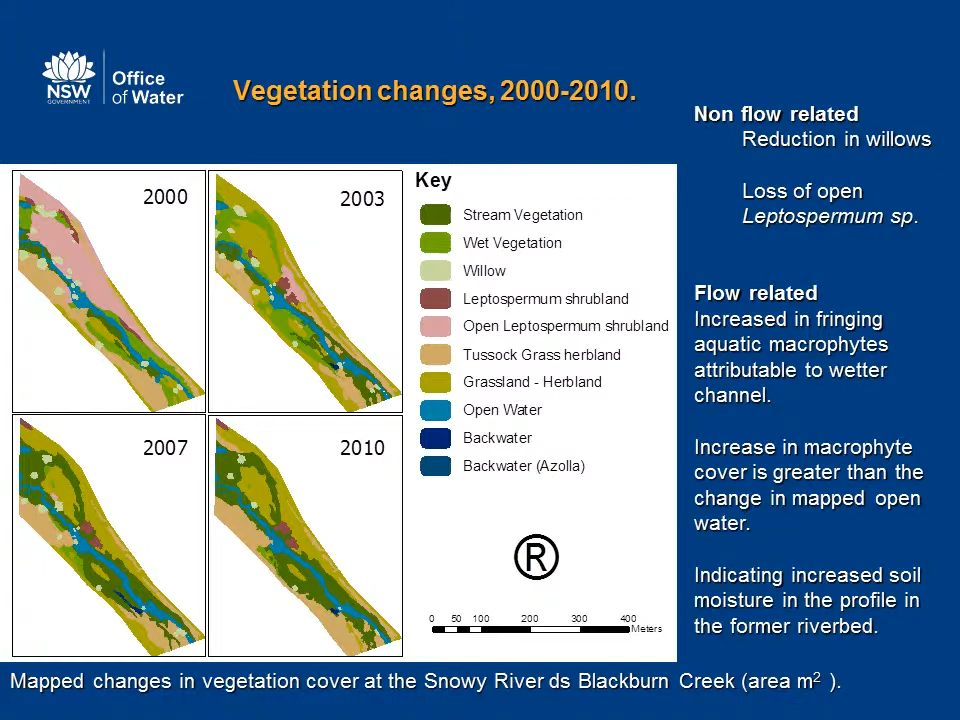 NSW
GOVERNMENT
Office
of Water
Vegetation changes, 2000-2010.
Non flow related
Reduction in willows
Loss of open
Leptospermum sp.
Flow related
Increased in fringing
aquatic macrophytes
attributable to wetter
channel.
Increase in macrophyte
cover is greater than the
change in mapped open
water.
Indicating increased soil
moisture in the profile in
the former riverbed.
2000
2003
2007
2010
Key
Stream Vegetation
Wet Vegetation
Willow
Leptospermum shrubland
Open Leptospermum shrubland
Tussock Grass herbland
Grassland - Herbland
Open Water
Backwater
Backwater (Azolla)
®
0 50 100 200 300 400
Meters
Mapped changes in vegetation cover at the Snowy River ds Blackburn Creek (area m² ).